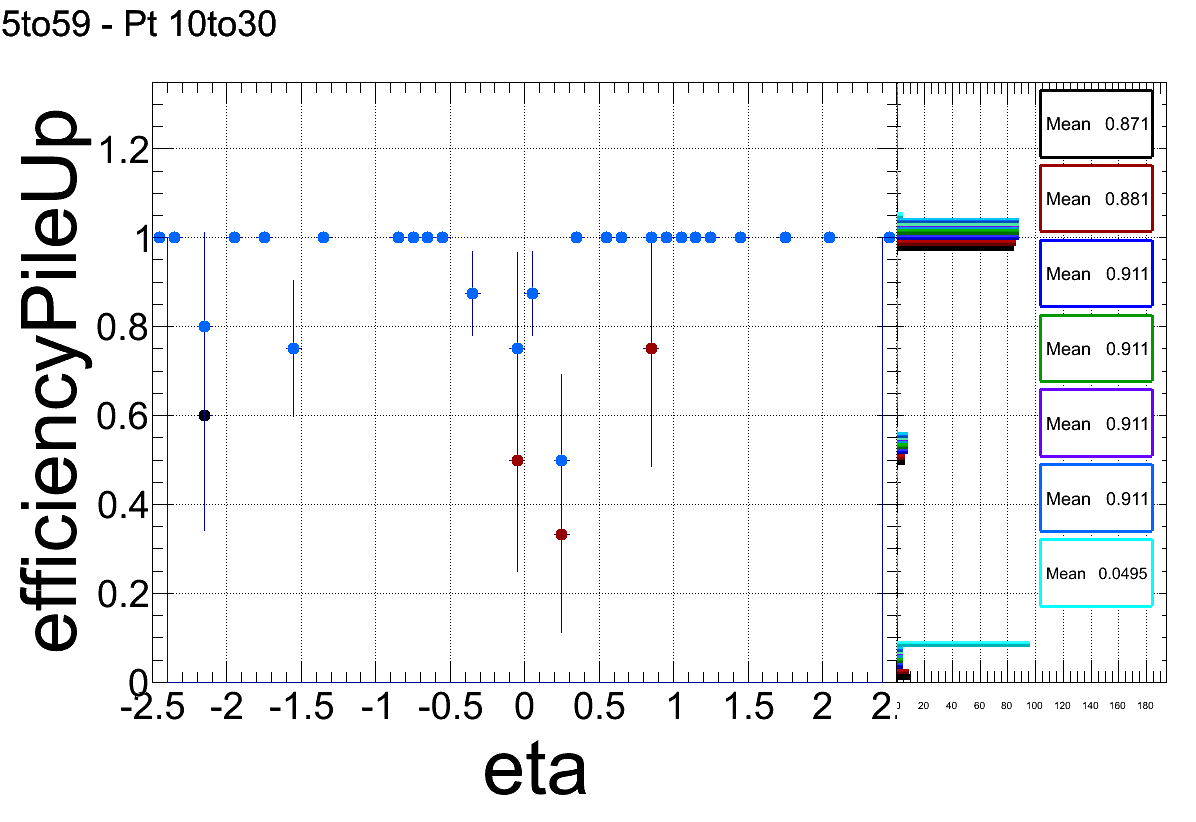 5to59 - Pt 10to30
efficiencyPileUp
1.2
1
0.8
0.6
0.4
0.2
0
-2.5 -2 -1.5 -1 -0.5 0 0.5 1 1.5 2 2.
eta
20 40 60 80 100 120 140 160 180
Mean 0.871
Mean 0.881
Mean 0.911
Mean 0.911
Mean 0.911
Mean 0.911
Mean 0.0495